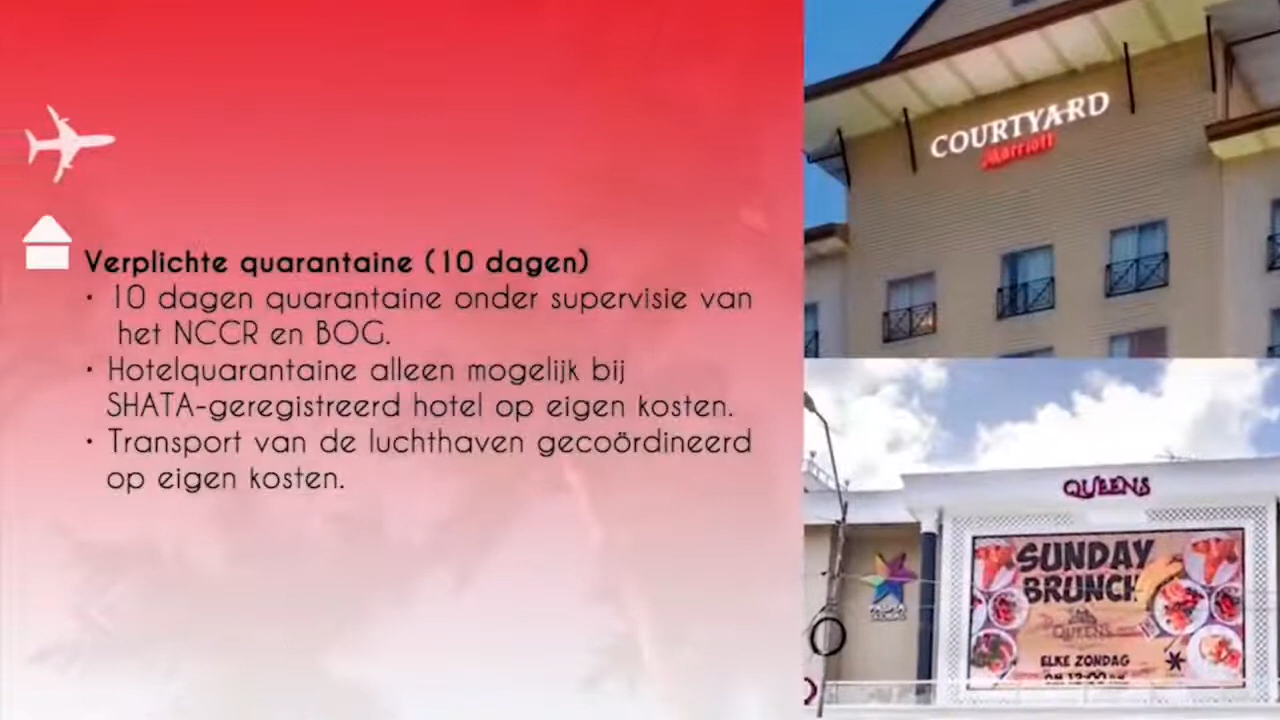 Verplichte quarantaine (10 dagen)
• 10 dagen quarantaine onder supervisie van
het NCCR en BOG.
• Hotelquarantaine alleen mogelijk bij
SHATA-geregistreerd hotel op eigen kosten.
• Transport van de luchthaven gecoördineerd
op eigen kosten.
COURTYARD
Marriott
QUEENS
SUNDAY
BRUNCH
QUEENS
ELKE ZONDAG